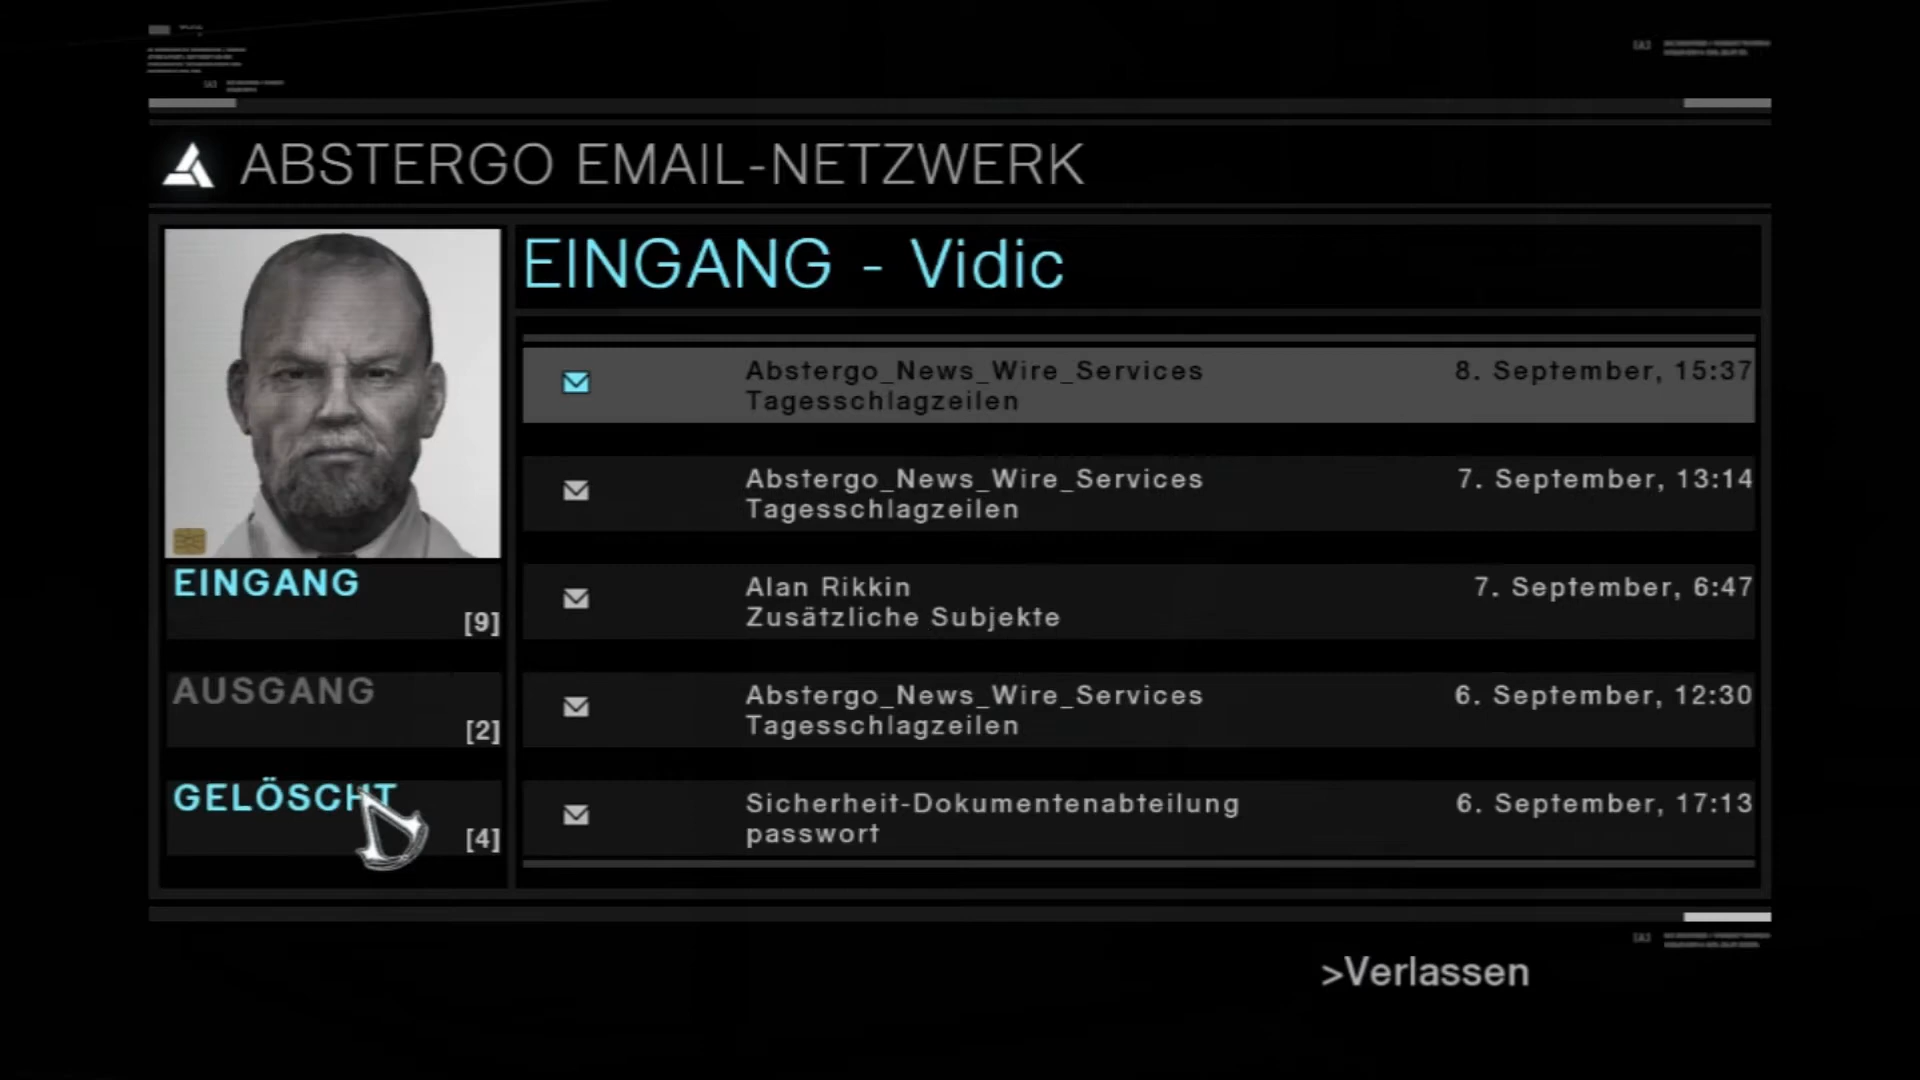 ABSTERGO EMAIL-NETZWERK
EINGANG - Vidic
Abstergo_News_Wire_Services 8. September, 15:37
Tagesschlagzeilen
Abstergo_News_Wire_Services 7. September, 13:14
Tagesschlagzeilen
Alan Rikkin 7. September, 6:47
Zusätzliche Subjekte
Abstergo_News_Wire_Services 6. September, 12:30
Tagesschlagzeilen
Sicherheit-Dokumentenabteilung 6. September, 17:13
passwort
EINGANG
[9]
AUSGANG
[2]
GELÖSCHT
[4]
>Verlassen